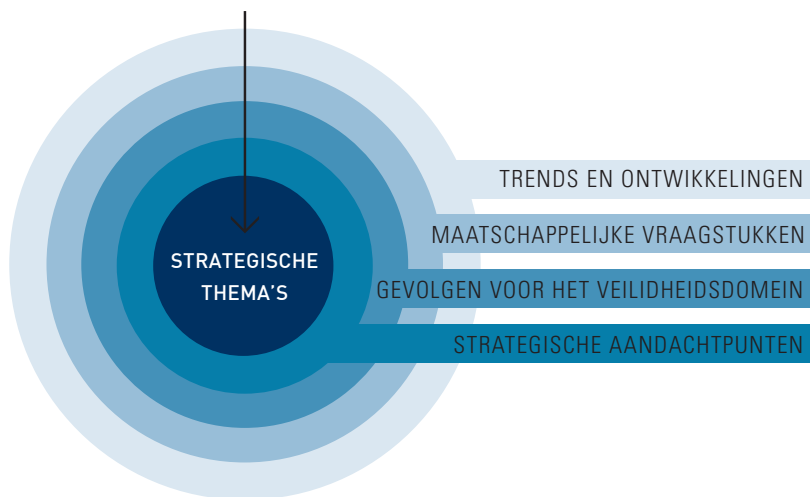 TRENDS EN ONTWIKKELINGEN
MAATSCHAPPELIJKE VRAAGSTUKKEN
STRATEGISCHE
THEMA'S
GEVOLGEN VOOR HET VEILIDHEIDSDOMEIN
STRATEGISCHE AANDACHTPUNTEN